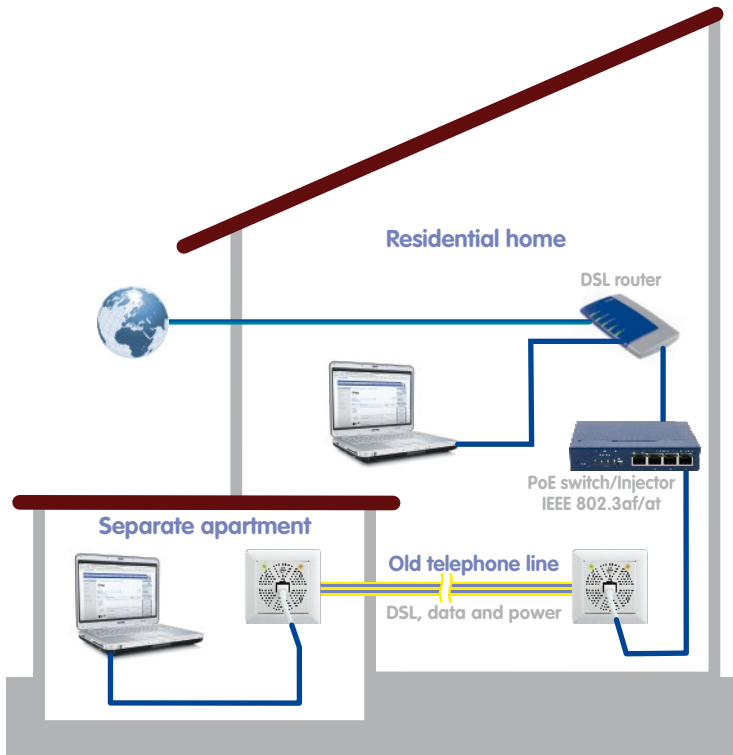 Residential home
DSL router
PoE switch/Injector
IEEE 802.3af/at
Separate apartment
Old telephone line
DSL, data and power